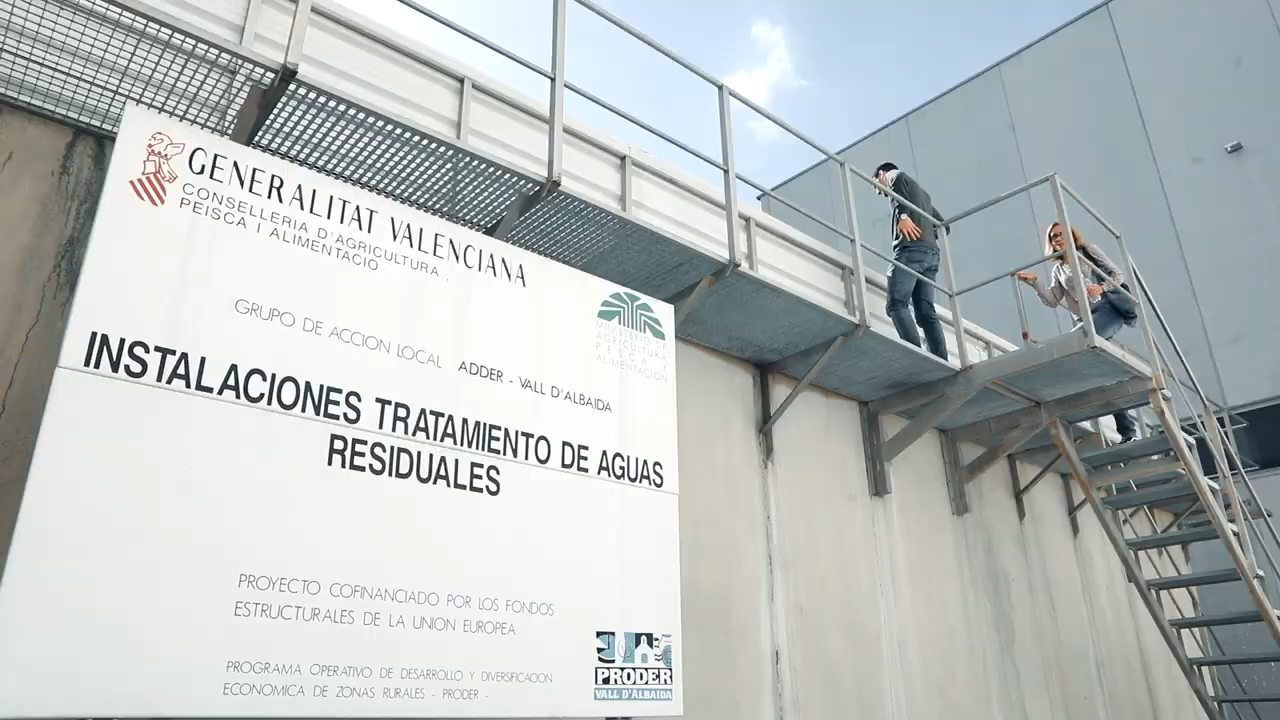 GENERALITAT VALENCIANA
CONSELLERIA D'AGRICULTURA,
PEISCA I ALIMENTACIO
GRUPO DE ACCION LOCAL ADDER - VALL D'ALBAIDA
MINISTERIO DE
AGRICULTURA
PESCA Y
ALIMENTACION
INSTALACIONES TRATAMIENTO DE AGUAS
RESIDUALES
PROYECTO COFINANCIADO POR LOS FONDOS
ESTRUCTURALES DE LA UNION EUROPEA
PROGRAMA OPERATIVO DE DESARROLLO Y DIVERSIFICACION
ECONOMICA DE ZONAS RURALES - PRODER -
PRODER
VALL D'ALBAIDA